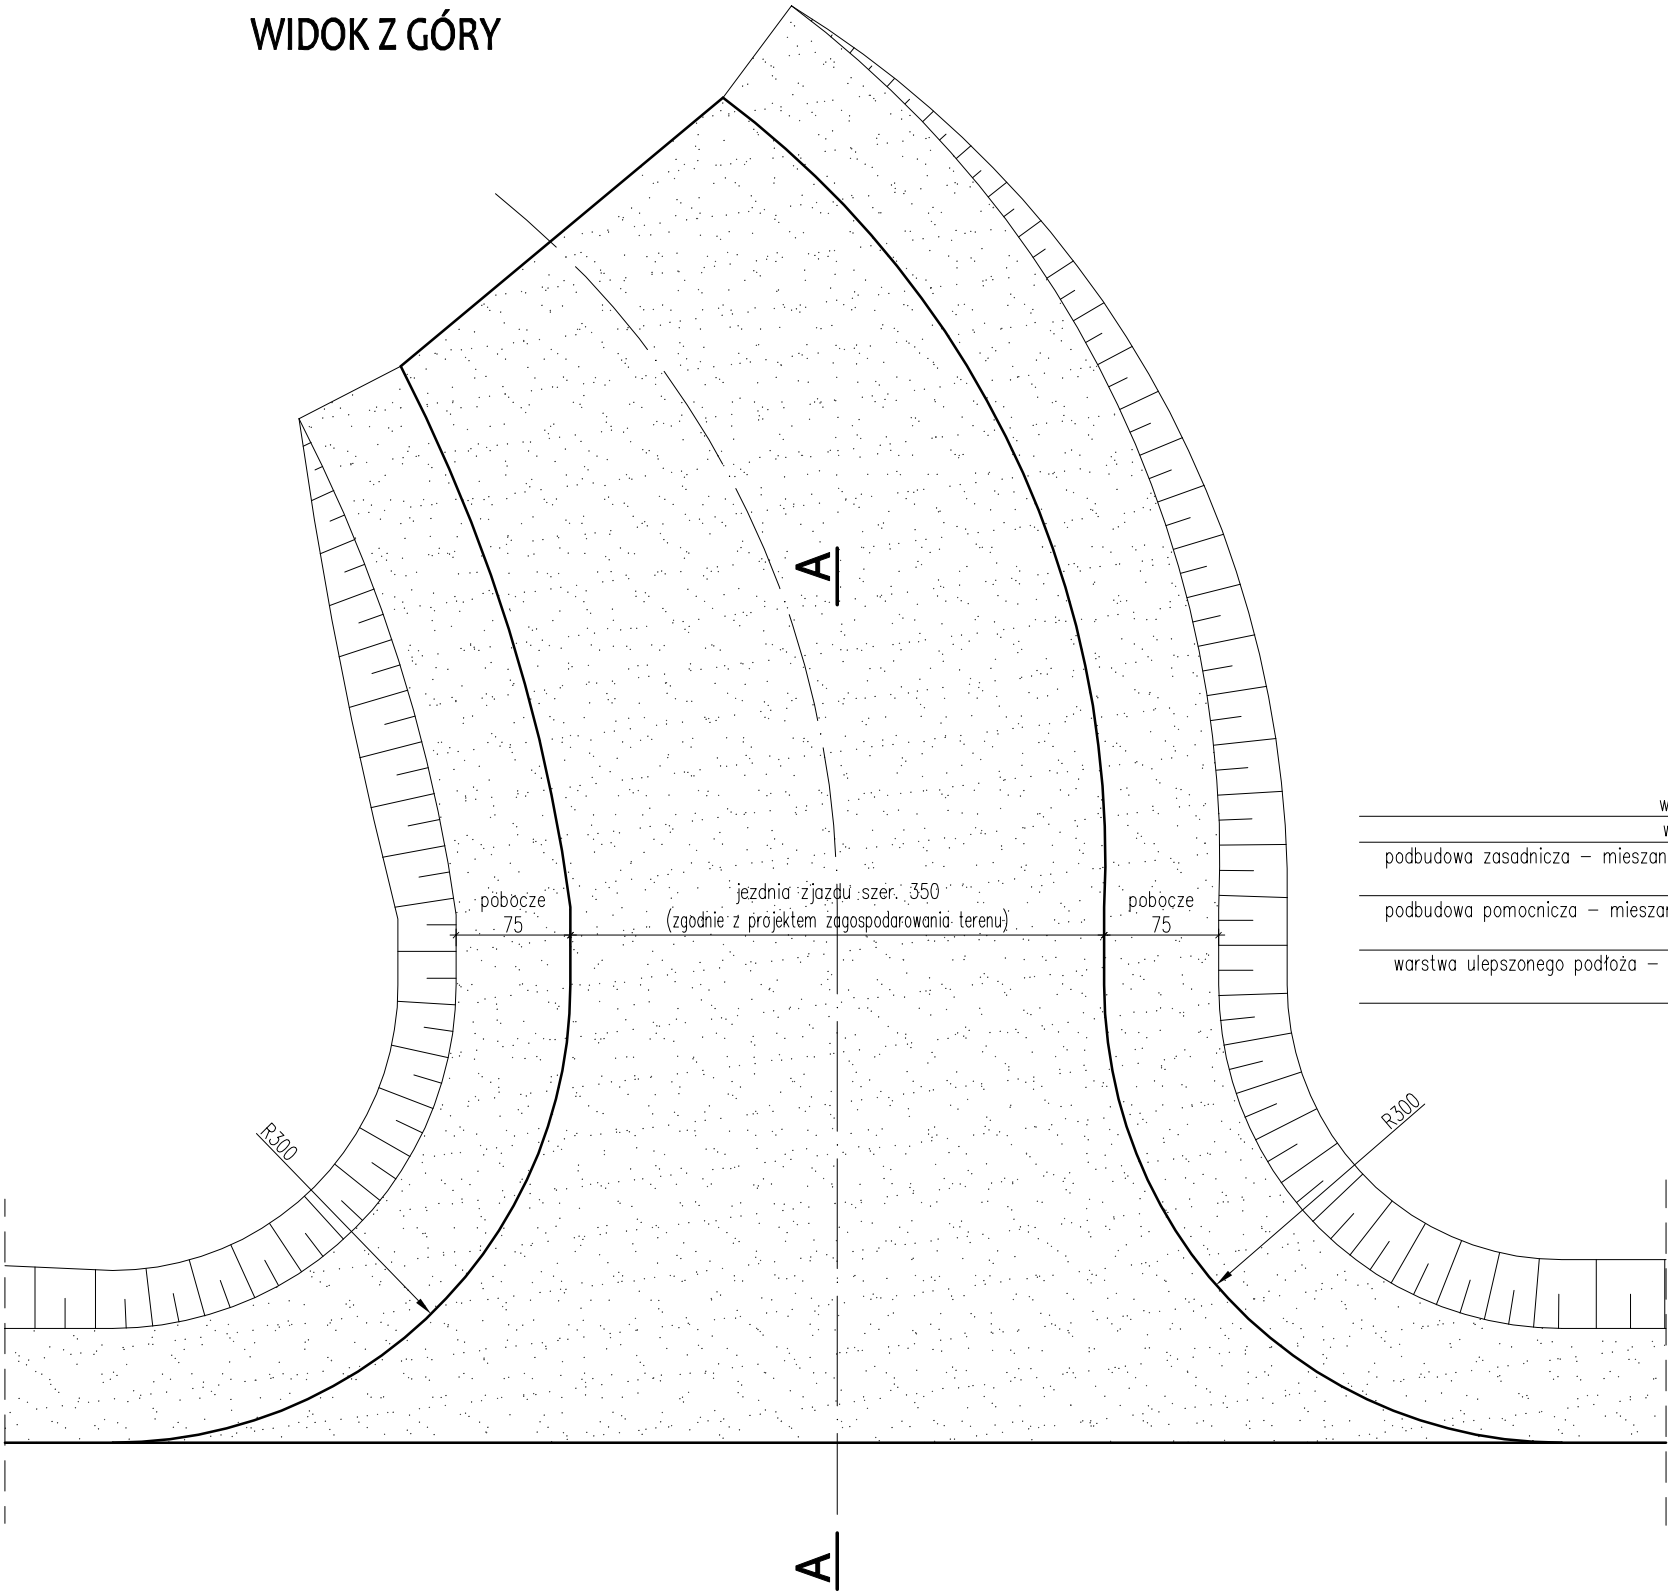 WIDOK Z GÓRY
A
w
w
podbudowa zasadnicza – mieszan
pobocze
75
jezdnia zjazdu szer. 350
(zgodnie z projektem zagospodarowania terenu)
pobocze
75
podbudowa pomocnicza – mieszan
warstwa ulepszonego podłoża –
R300
R300
A